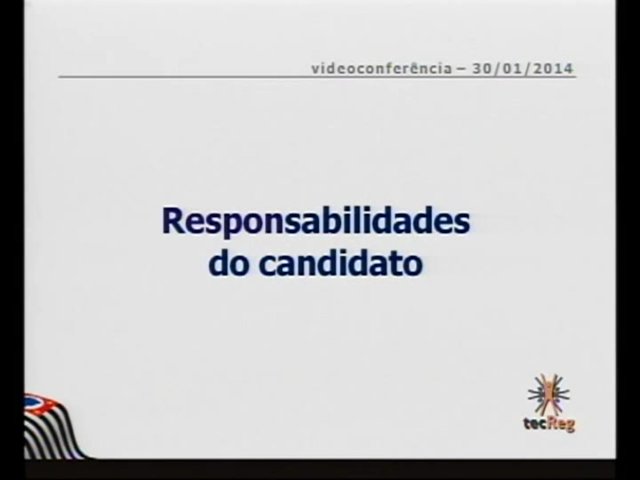 videoconferência – 30/01/2014
Responsabilidades
do candidato
tecReg